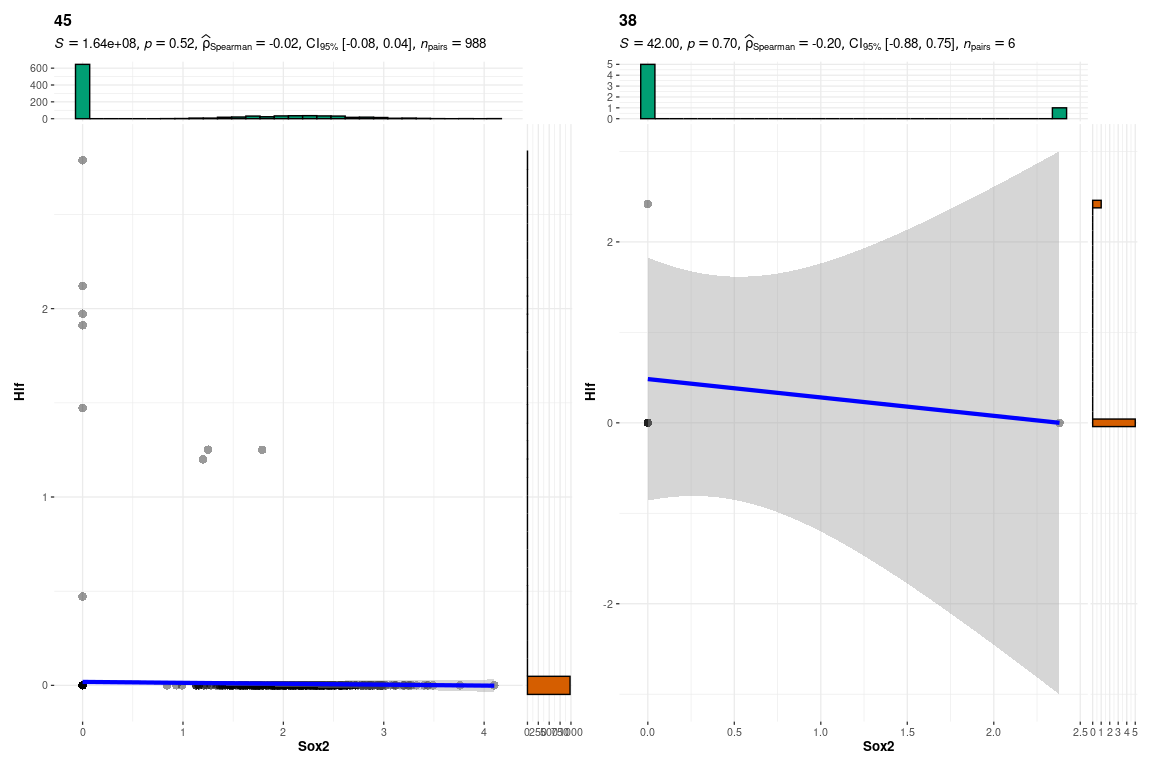 45
S = 1.64e+08, p = 0.52, ρ̂Spearman = -0.02, CI95% [-0.08, 0.04], npairs = 988
600
400
200
0
2
1
0
Hlf
0 1 2 3 4
Sox2
38
S = 42.00, p = 0.70, ρ̂Spearman = -0.20, CI95% [-0.88, 0.75], npairs = 6
5
4
3
2
1
0
2
0
-2
Hlf
0.0 0.5 1.0 1.5 2.0 2.5
0 1 2 3 4 5
Sox2